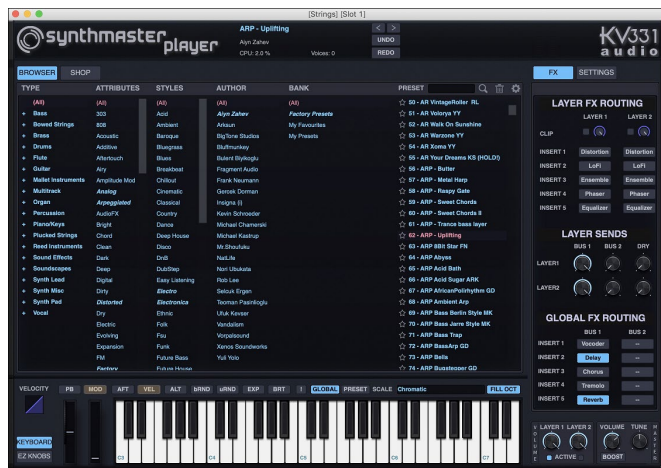 [Strings] [Slot 1]
synthmaster player
ARP - Uplifting
Aiyn Zahev
CPU: 2.0 %
Voices: 0
< >
UNDO
REDO
KV331
audio
BROWSER
SHOP
FX
SETTINGS
TYPE
(All)
+ Bass
+ Bowed Strings
+ Brass
+ Drums
+ Flute
+ Guitar
+ Mallet Instruments
+ Multitrack
+ Organ
+ Percussion
+ Piano/Keys
+ Plucked Strings
+ Reed Instruments
+ Sound Effects
+ Soundscapes
+ Synth Lead
+ Synth Misc
+ Synth Pad
+ Vocal
ATTRIBUTES
(All)
303
808
Acoustic
Additive
Aftertouch
Airy
Amplitude Mod
Analog
Arpeggiated
AudioFX
Bright
Chord
Clean
Dark
Deep
Digital
Dirty
Distorted
Dry
Electric
Evolving
Expansion
FM
Factory
STYLES
(All)
Acid
Ambient
Baroque
Bluegrass
Blues
Breakbeat
Chillout
Cinematic
Classical
Country
Dance
Deep House
Disco
DnB
DubStep
Easy Listening
Electro
Electronica
Ethnic
Folk
Fsu
Funk
Future Bass
Future House
AUTHOR
(All)
Aiyn Zahev
Arksun
BigTone Studios
Bluffmunkey
Bulent Biyikoglu
Fragment Audio
Frank Neumann
Gercek Dorman
Insigna (i)
Kevin Schroeder
Michael Chamerski
Michael Kastrup
Mr.Shoufuku
NatLife
Nori Ubukata
Rob Lee
Selcuk Ergen
Teoman Pasinlioglu
Ufuk Kevser
Vandalism
Vorpalsound
Xenos Soundworks
Yuli Yolo
BANK
(All)
Factory Presets
My Favourites
My Presets
PRESET
50 - AR VintageRoller RL
51 - AR Volorya YY
52 - AR Walk On Sunshine
53 - AR Warzone YY
54 - AR Xoma YY
55 - AR Your Dreams KS (HOLD!)
56 - ARP - Butter
57 - ARP - Metal Harp
58 - ARP - Raspy Gate
59 - ARP - Sweet Chords
60 - ARP - Sweet Chords II
61 - ARP - Trance bass layer
62 - ARP - Uplifting
63 - ARP 8Bit Star FN
64 - ARP Abyss
65 - ARP Acid Bath
66 - ARP Acid Sugar ARK
67 - ARP AfricanPolirhythm GD
68 - ARP Ambient Arp
69 - ARP Bass Berlin Style MK
70 - ARP Bass Jarre Style MK
71 - ARP Bass Trap
72 - ARP BassArp GD
73 - ARP Bells
74 - ARP Bugstepper GD
LAYER FX ROUTING
LAYER 1 LAYER 2
CLIP
INSERT 1 Distortion Distortion
INSERT 2 LoFi LoFi
INSERT 3 Ensemble Ensemble
INSERT 4 Phaser Phaser
INSERT 5 Equalizer Equalizer
LAYER SENDS
BUS 1 BUS 2 DRY
LAYER1
LAYER2
GLOBAL FX ROUTING
BUS 1 BUS 2
INSERT 1 Vocoder --
INSERT 2 Delay --
INSERT 3 Chorus --
INSERT 4 Tremolo --
INSERT 5 Reverb --
VELOCITY PB MOD AFT VEL ALT bRND uRND EXP BRT ! GLOBAL PRESET SCALE Chromatic FILL OCT
KEYBOARD
EZ KNOBS
C3 C4 C5 C6 C7
VOLUME
LAYER 1 LAYER 2
ACTIVE
VOLUME TUNE
BOOST
MASTER